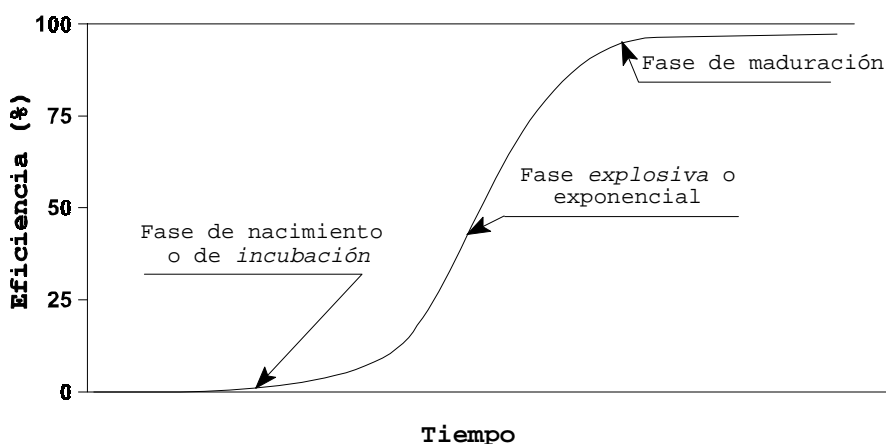 100
Fase de maduración
75
Eficiencia (%)
Fase explosiva o
exponencial
50
Fase de nacimiento
o de incubación
25
0
Tiempo